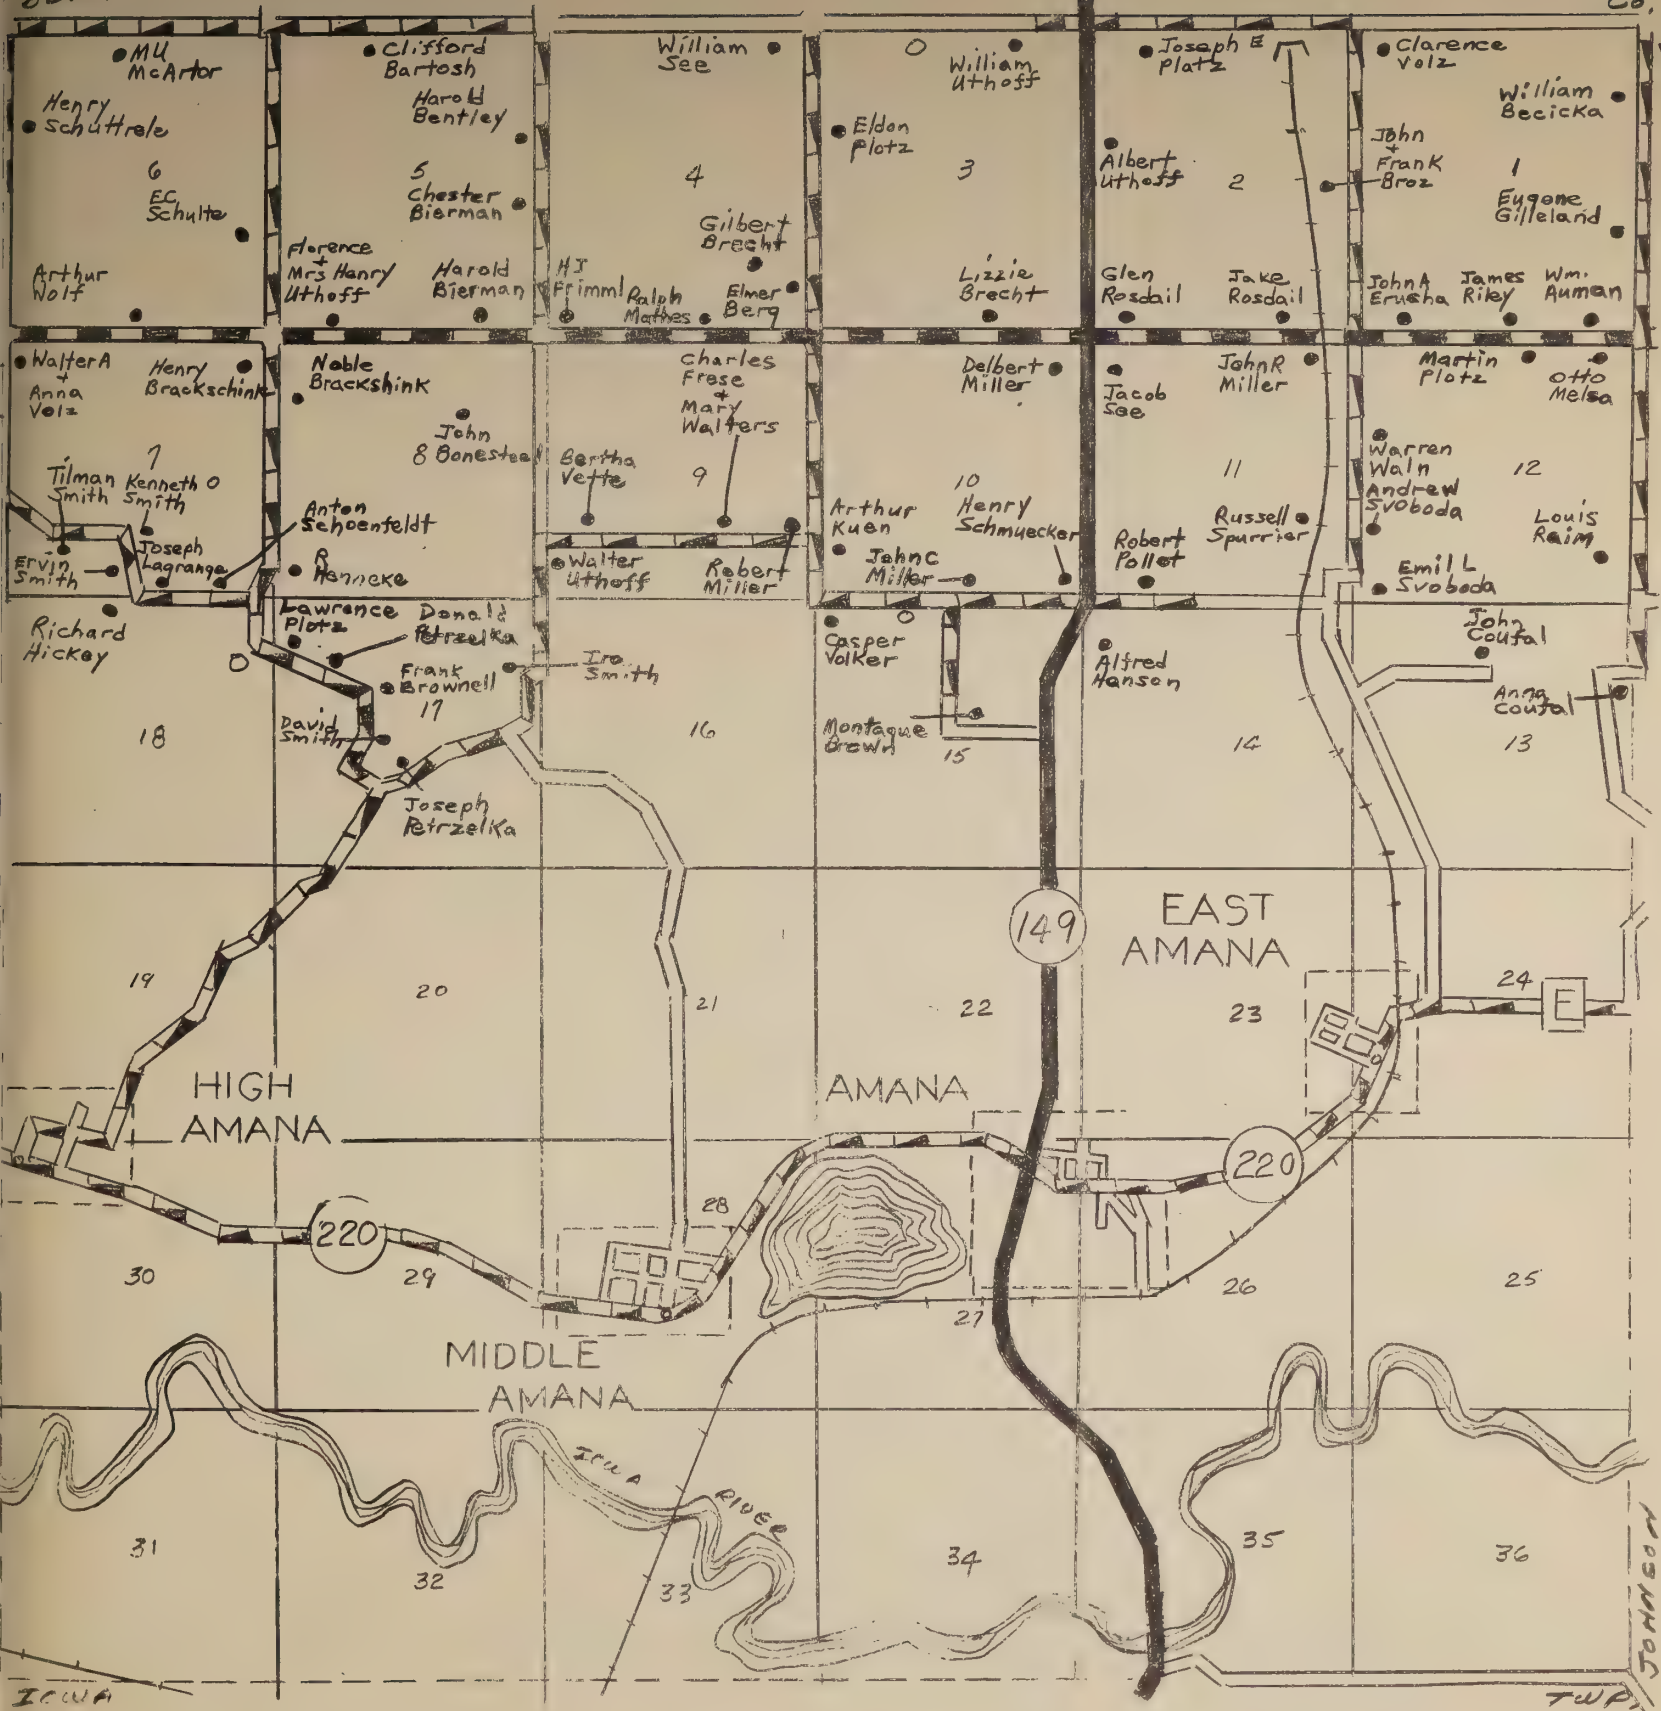 Co.
MU
McArtor
Henry
Schuttrele
6
EC
Schulte
Arthur
Wolf
Clifford
Bartosh
Harold
Bentley
5
Chester
Bierman
Florence
+
Mrs Henry
Uthoff
Harold
Bierman
William
See
4
Gilbert
Brecht
HJ
Frimml
Ralph
Mathes
Elmer
Berg
William
Uthoff
Eldon
Plotz
3
Lizzie
Brecht
Joseph E
Platz
Albert
Uthoff
2
Glen
Rosdail
Jake
Rosdail
Clarence
Volz
William
Becicka
John
+
Frank
Broz
1
Eugene
Gilleland
John A
Erusha
James
Riley
Wm.
Auman
Walter A
+
Anna
Volz
Henry
Brackschink
7
Tilman
Smith
Kenneth O
Smith
Ervin
Smith
Joseph
Lagrange
Noble
Brackshink
John
Bonesteel
8
Anton
Schoenfeldt
R
Henneke
Charles
Frese
+
Mary
Walters
Bertha
Vette
9
Walter
Uthoff
Robert
Miller
Delbert
Miller
10
Arthur
Kuen
Henry
Schmuecker
John C
Miller
Jacob
See
John R
Miller
11
Russell
Spurrier
Robert
Pollot
Martin
Plotz
Otto
Melsa
Warren
Waln
12
Andrew
Svoboda
Louis
Raim
Emil L
Svoboda
Richard
Hickey
18
Lawrence
Plotz
Donald
Petrzelka
Frank
Brownell
17
David
Smith
Joseph
Petrzelka
Ira
Smith
16
Casper
Volker
Montague
Brown
15
Alfred
Hanson
14
John
Coufal
Anna
Coufal
13
149
EAST
AMANA
19
20
21
22
23
24
E
HIGH
AMANA
AMANA
220
220
28
30
29
27
26
25
MIDDLE
AMANA
IOWA
RIVER
31
32
33
34
35
36
JOHNSON
IOWA
TWP.